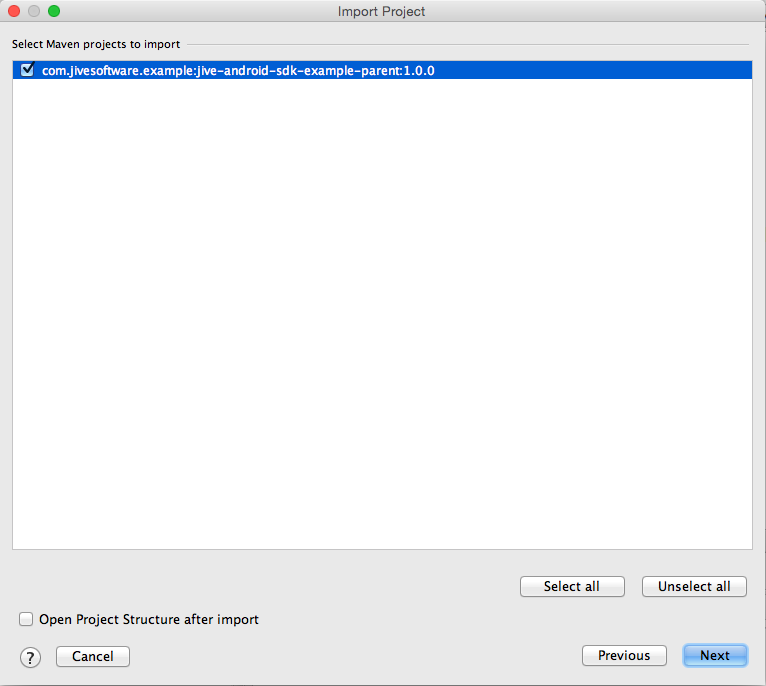 Import Project
Select Maven projects to import
com.jivesoftware.example:jive-android-sdk-example-parent:1.0.0
Select all
Unselect all
Open Project Structure after import
?
Cancel
Previous
Next